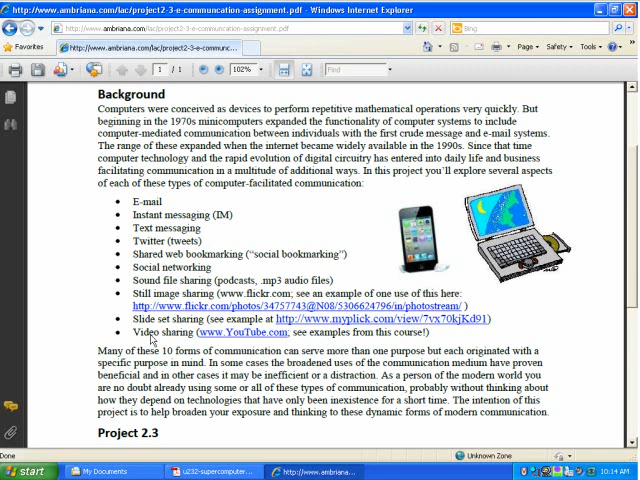 http://www.ambriana.com/lac/project2-3-e-communcation-assignment.pdf - Windows Internet Explorer
http://www.ambriana.com/lac/project2-3-e-communcation-assignment.pdf
Bing
Favorites
http://www.ambriana.com/lac/project2-3-e-communc...
Page
Safety
Tools
1 / 1
102%
Find
Background
Computers were conceived as devices to perform repetitive mathematical operations very quickly. But
beginning in the 1970s minicomputers expanded the functionality of computer systems to include
computer-mediated communication between individuals with the first crude message and e-mail systems.
The range of these expanded when the internet became widely available in the 1990s. Since that time
computer technology and the rapid evolution of digital circuitry has entered into daily life and business
facilitating communication in a multitude of additional ways. In this project you'll explore several aspects
of each of these types of computer-facilitated communication:
• E-mail
• Instant messaging (IM)
• Text messaging
• Twitter (tweets)
• Shared web bookmarking ("social bookmarking")
• Social networking
• Sound file sharing (podcasts, .mp3 audio files)
• Still image sharing (www.flickr.com; see an example of one use of this here:
http://www.flickr.com/photos/34757743@N08/5306624796/in/photostream/ )
• Slide set sharing (see example at http://www.myplick.com/view/7vx70kjKd91)
• Video sharing (www.YouTube.com; see examples from this course!)
Many of these 10 forms of communication can serve more than one purpose but each originated with a
specific purpose in mind. In some cases the broadened uses of the communication medium have proven
beneficial and in other cases it may be inefficient or a distraction. As a person of the modern world you
are no doubt already using some or all of these types of communication, probably without thinking about
how they depend on technologies that have only been inexistence for a short time. The intention of this
project is to help broaden your exposure and thinking to these dynamic forms of modern communication.
Project 2.3
Done
Unknown Zone
start
My Documents
u232-supercomputer...
http://www.ambriana...
10:14 AM